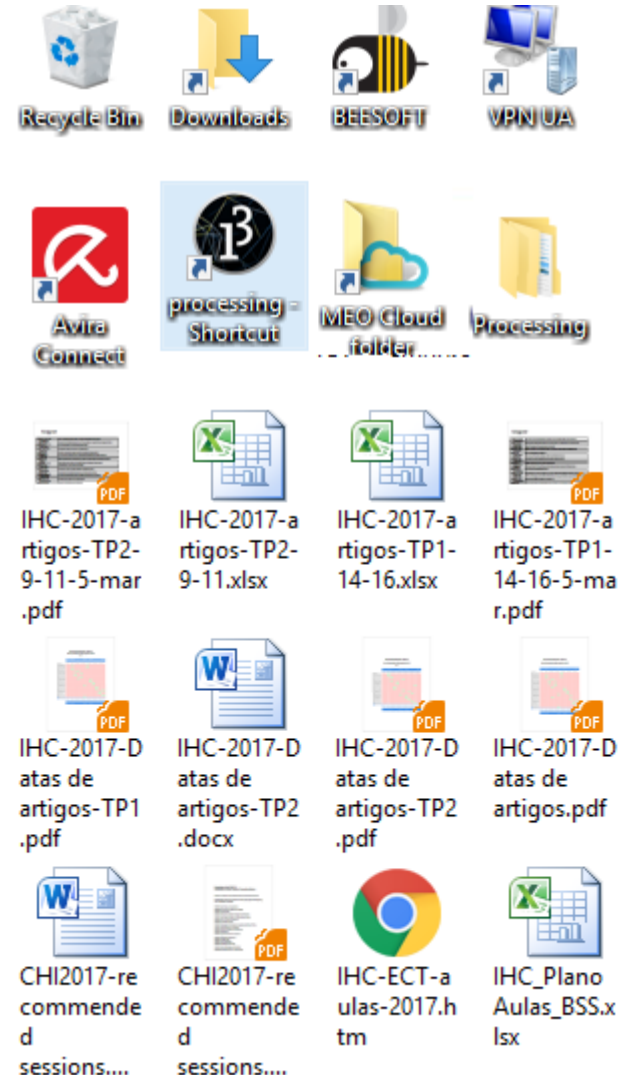 Recycle Bin
Downloads
BEESOFT
VPN UA
Avira
Connect
processing -
Shortcut
MEO Cloud
folder
Processing
IHC-2017-a
rtigos-TP2-
9-11-5-mar
.pdf
IHC-2017-a
rtigos-TP2-
9-11.xlsx
IHC-2017-a
rtigos-TP1-
14-16.xlsx
IHC-2017-a
rtigos-TP1-
14-16-5-ma
r.pdf
PDF
PDF
IHC-2017-D
atas de
artigos-TP1
.pdf
IHC-2017-D
atas de
artigos-TP2
.docx
IHC-2017-D
atas de
artigos-TP2
.pdf
IHC-2017-D
atas de
artigos.pdf
PDF
PDF
PDF
CHI2017-re
commende
d
sessions....
CHI2017-re
commende
d
sessions....
IHC-ECT-a
ulas-2017.h
tm
IHC_Plano
Aulas_BSS.x
lsx
PDF